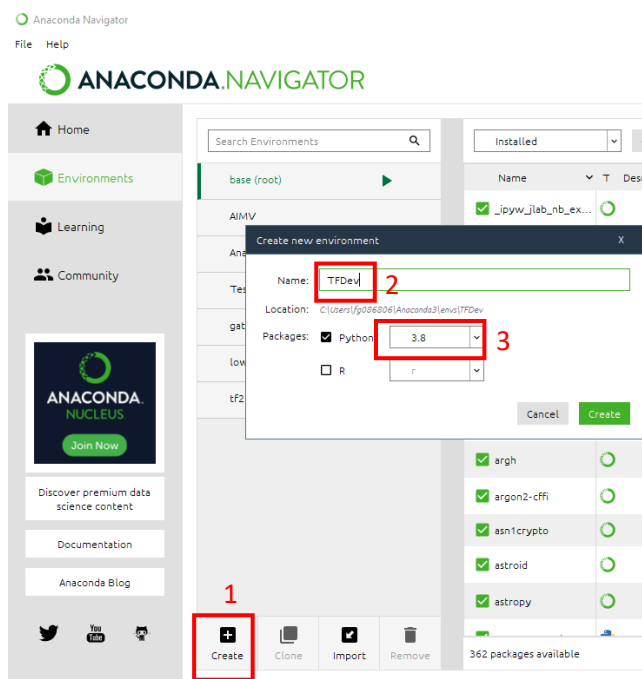 Anaconda Navigator
File Help
ANACONDA.NAVIGATOR
Home
Environments
Learning
Community
ANACONDA.
NUCLEUS
Join Now
Discover premium data
science content
Documentation
Anaconda Blog
You
Tube
Search Environments
base (root)
AIMV
Ana
Tes
gat
low
tf2
1
Create
Clone
Import
Remove
Installed
Name
T
Desc
_ipyw_jlab_nb_ex...
Create new environment
X
Name: TFDev
2
Location: C:\Users\fg086806\Anaconda3\envs\TFDev
Packages: Python 3.8
3
R r
Cancel
Create
argh
argon2-cffi
asn1crypto
astroid
astropy
362 packages available